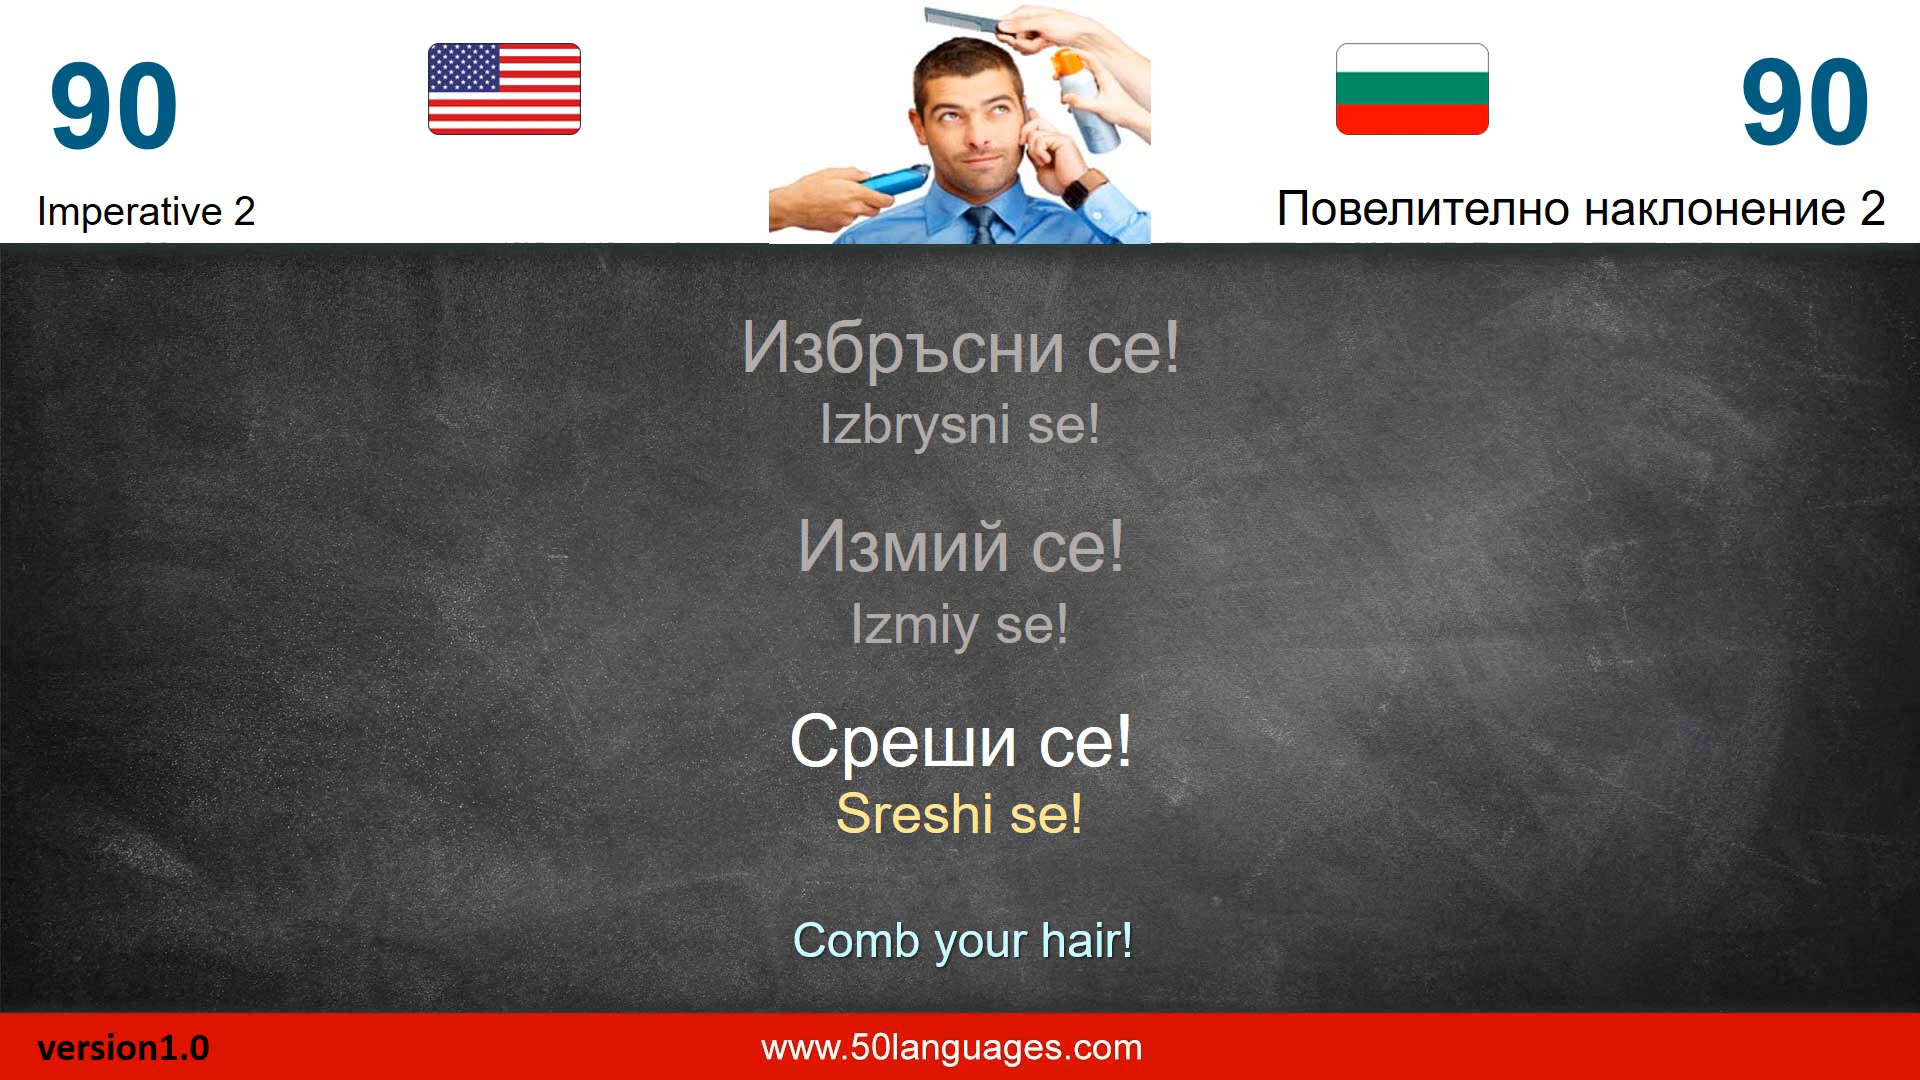 90
90
Imperative 2
Повелително наклонение 2
Избръсни се!
Izbrysni se!
Измий се!
Izmiy se!
Среши се!
Sreshi se!
Comb your hair!
version1.0
www.50languages.com